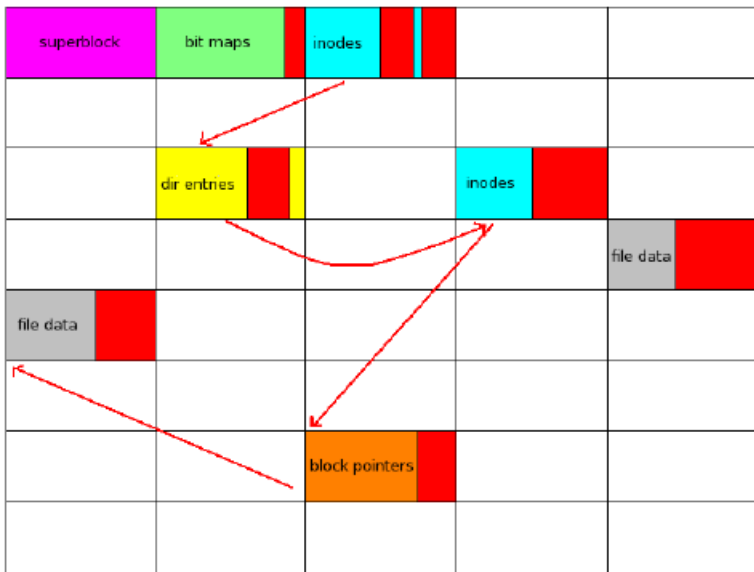 superblock
bit maps
inodes
dir entries
inodes
file data
file data
block pointers